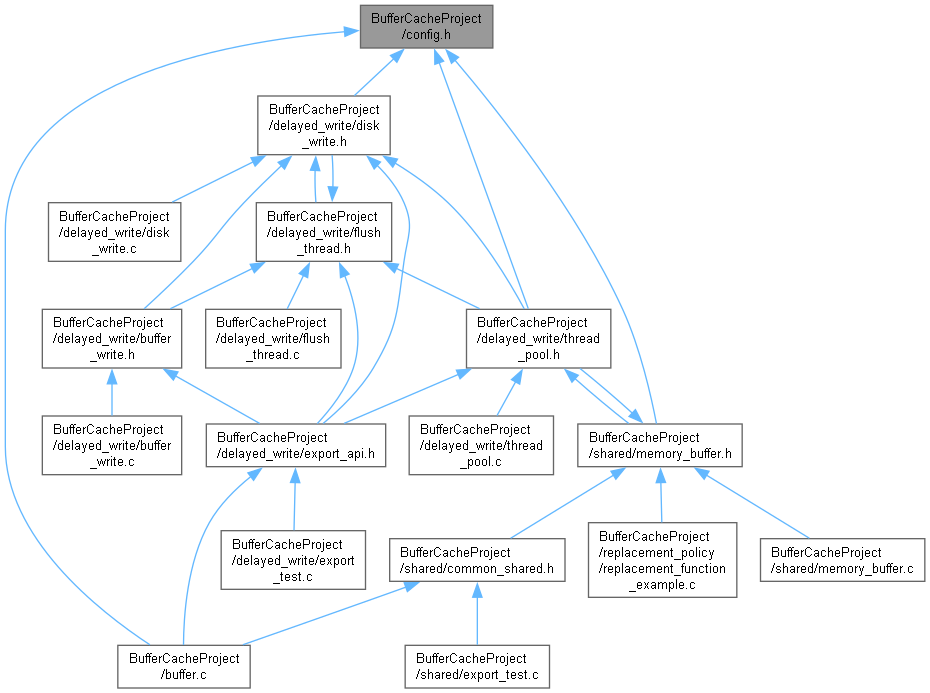 BufferCacheProject
/config.h
BufferCacheProject
/delayed_write/disk
_write.h
BufferCacheProject
/delayed_write/disk
_write.c
BufferCacheProject
/delayed_write/flush
_thread.h
BufferCacheProject
/delayed_write/buffer
_write.h
BufferCacheProject
/delayed_write/flush
_thread.c
BufferCacheProject
/delayed_write/thread
_pool.h
BufferCacheProject
/delayed_write/buffer
_write.c
BufferCacheProject
/delayed_write/export_api.h
BufferCacheProject
/delayed_write/thread
_pool.c
BufferCacheProject
/shared/memory_buffer.h
BufferCacheProject
/delayed_write/export
_test.c
BufferCacheProject
/shared/common_shared.h
BufferCacheProject
/replacement_policy
/replacement_function
_example.c
BufferCacheProject
/shared/memory_buffer.c
BufferCacheProject
/buffer.c
BufferCacheProject
/shared/export_test.c